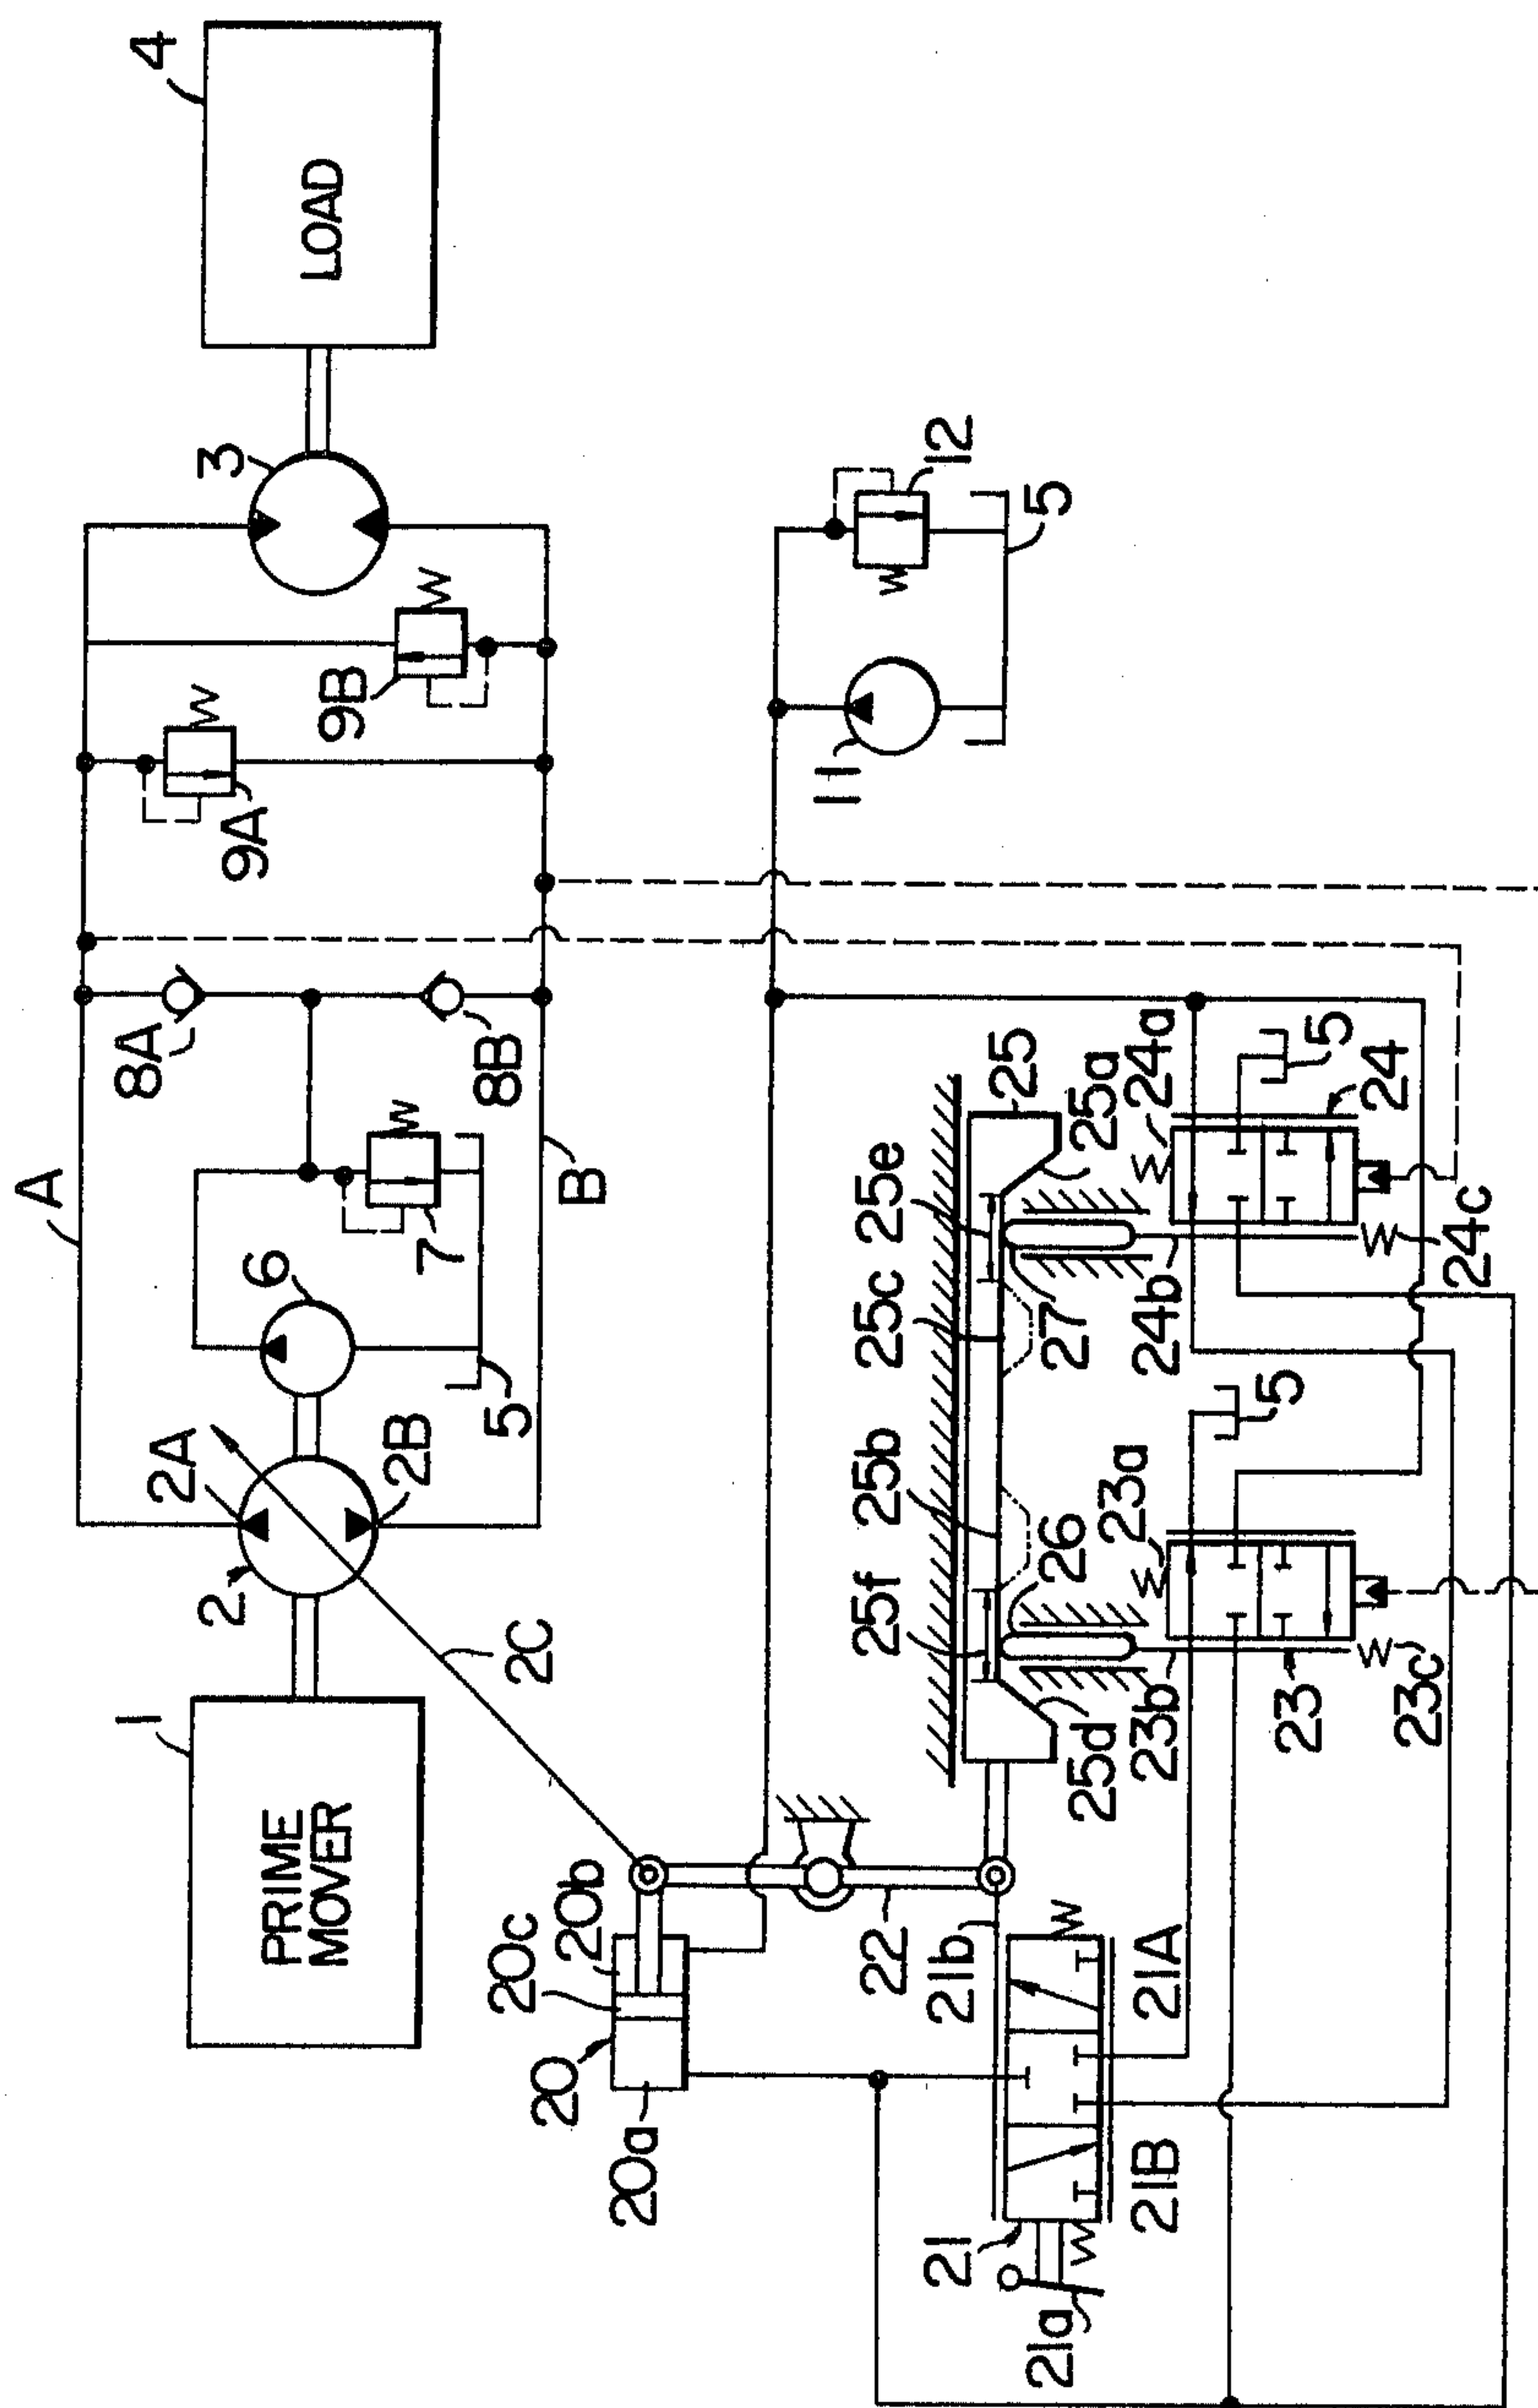 4
LOAD
3
9B
9A
12
5
11
8A
8B
A
B
7
6
5
2A
2B
2
2C
1
PRIME
MOVER
20c
20b
20
20a
22
25
25a
25e
25c
25b
25f
25d
27
26
24a
5
24
24b
24c
5
23a
23b
23
23c
21b
21A
21B
21
21a